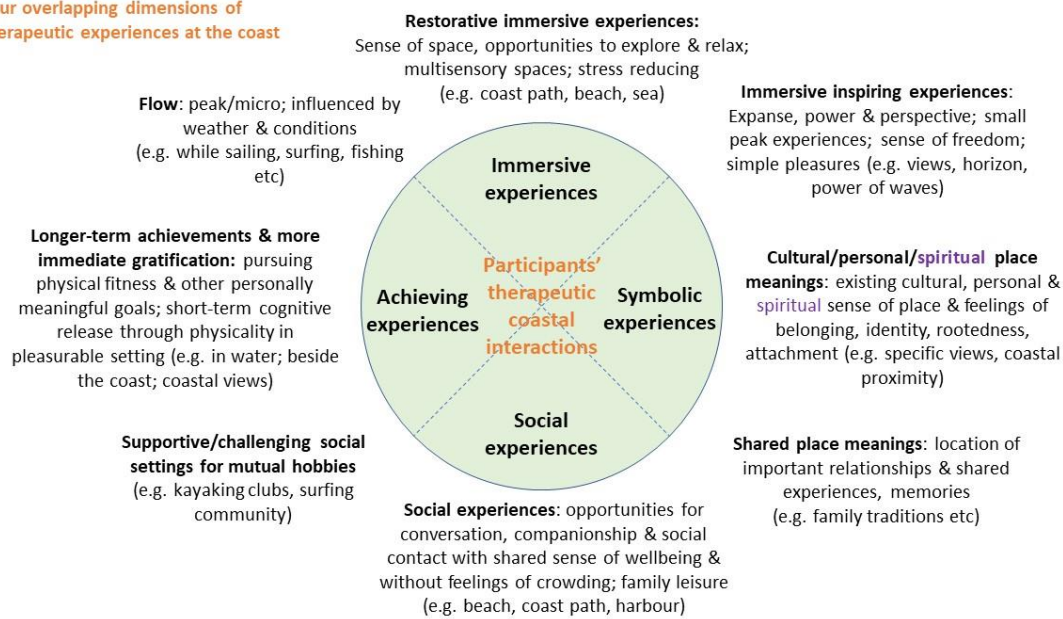 overlapping dimensions of
therapeutic experiences at the coast
Restorative immersive experiences:
Sense of space, opportunities to explore & relax;
multisensory spaces; stress reducing
(e.g. coast path, beach, sea)
Immersive inspiring experiences:
Expanse, power & perspective; small
peak experiences; sense of freedom;
simple pleasures (e.g. views, horizon,
power of waves)
Cultural/personal/spiritual place
meanings: existing cultural, personal &
spiritual sense of place & feelings of
belonging, identity, rootedness,
attachment (e.g. specific views, coastal
proximity)
Shared place meanings: location of
important relationships & shared
experiences, memories
(e.g. family traditions etc)
Social experiences: opportunities for
conversation, companionship & social
contact with shared sense of wellbeing &
without feelings of crowding; family leisure
(e.g. beach, coast path, harbour)
Supportive/challenging social
settings for mutual hobbies
(e.g. kayaking clubs, surfing
community)
Longer-term achievements & more
immediate gratification: pursuing
physical fitness & other personally
meaningful goals; short-term cognitive
release through physicality in
pleasurable setting (e.g. in water; beside
the coast; coastal views)
Flow: peak/micro; influenced by
weather & conditions
(e.g. while sailing, surfing, fishing
etc)
Immersive
experiences
Achieving
experiences
Participants’
therapeutic
coastal
interactions
Symbolic
experiences
Social
experiences